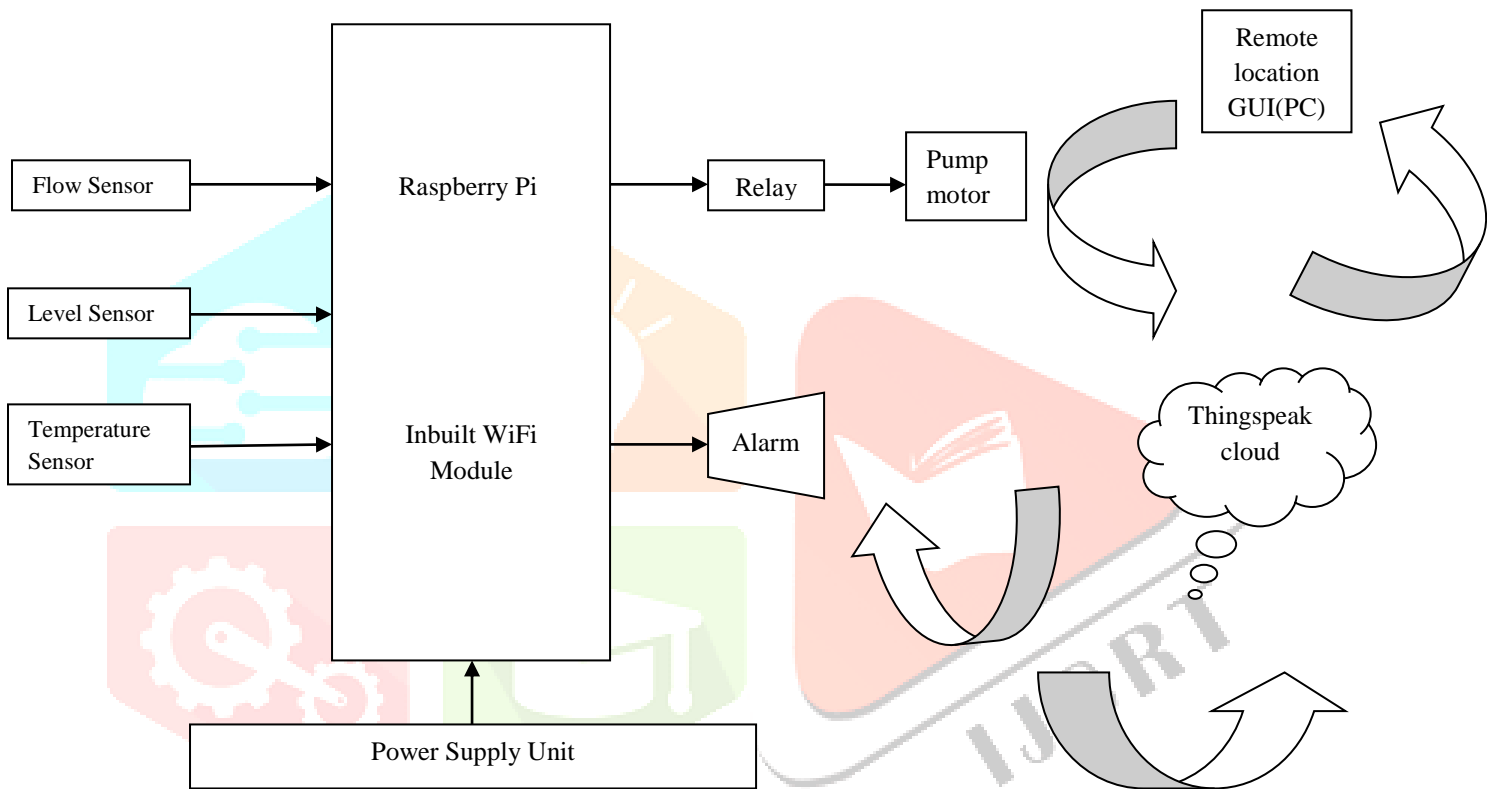 Remote
location
GUI(PC)
Flow Sensor
Raspberry Pi
Relay
Pump
motor
Level Sensor
Temperature
Sensor
Inbuilt WiFi
Module
Alarm
Thingspeak
cloud
Power Supply Unit
IJCRT